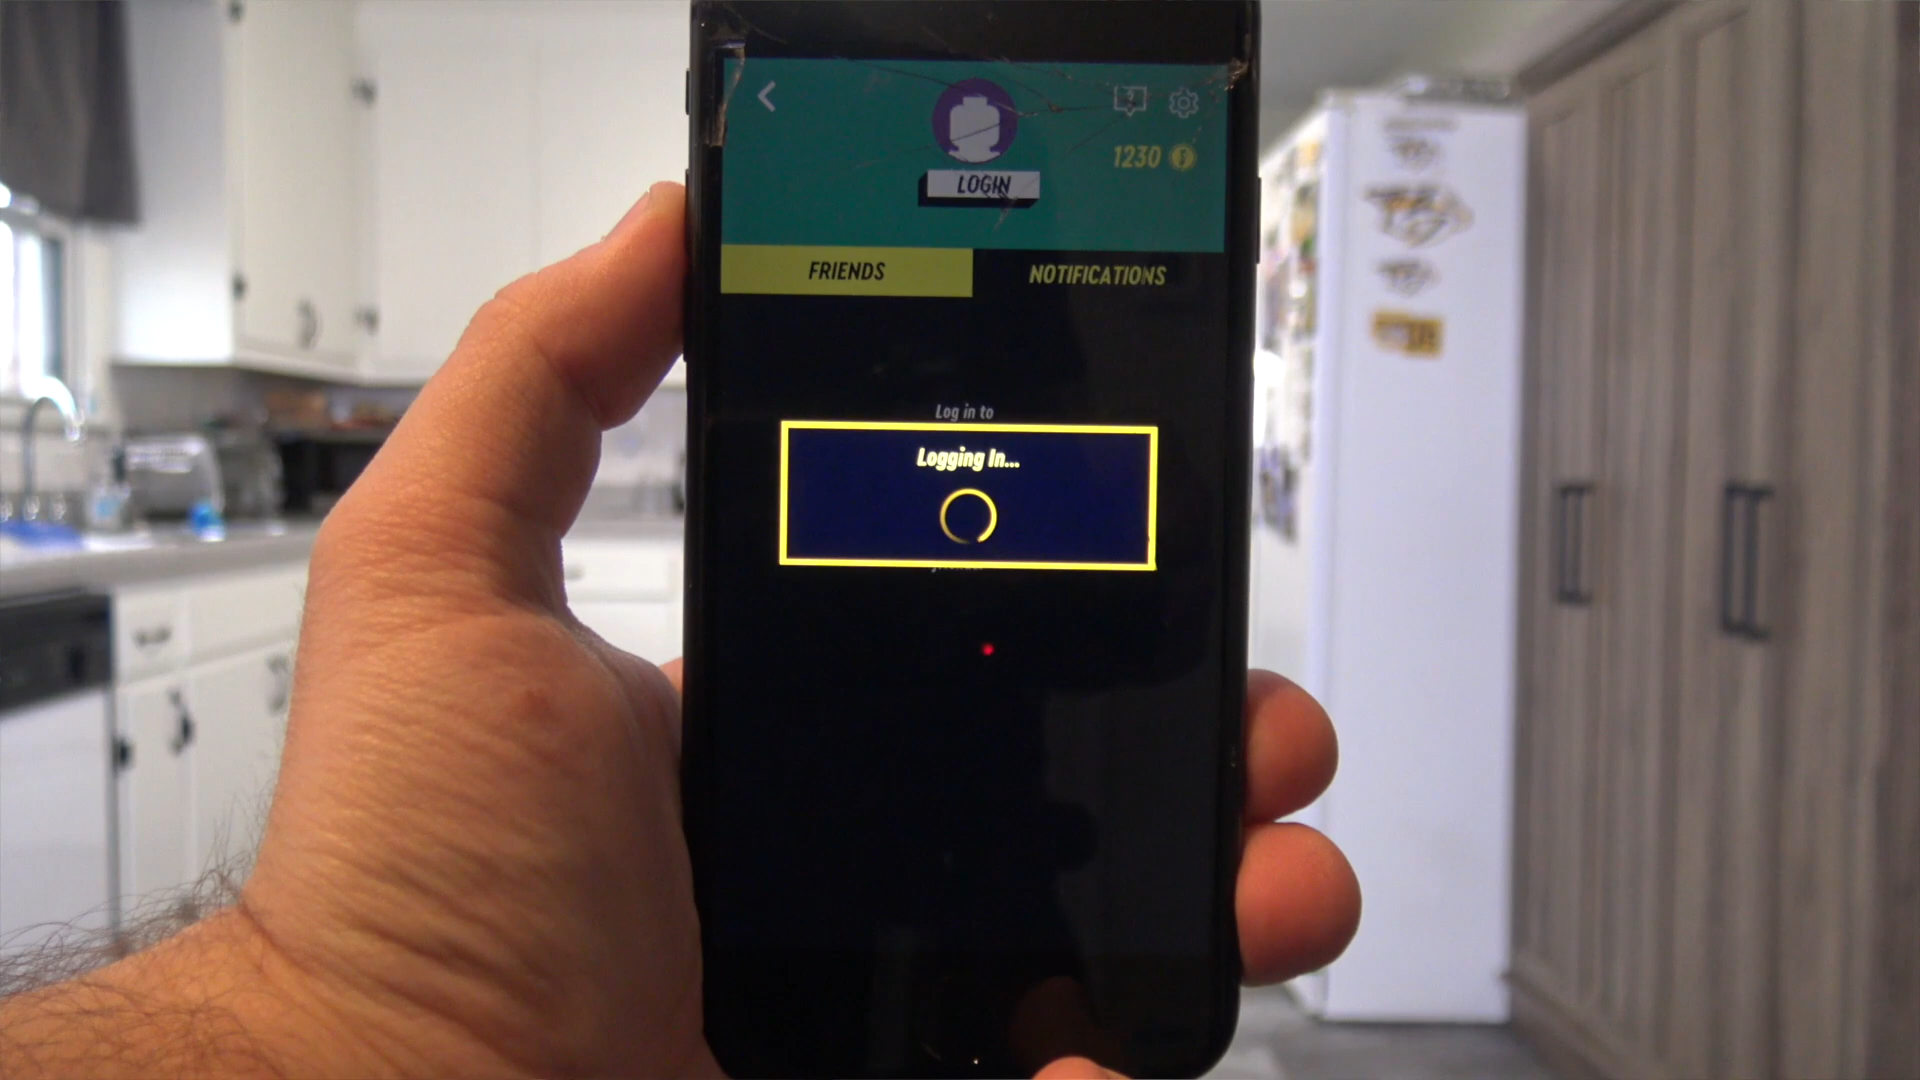 1230
LOGIN
FRIENDS
NOTIFICATIONS
Log in to
Logging In...